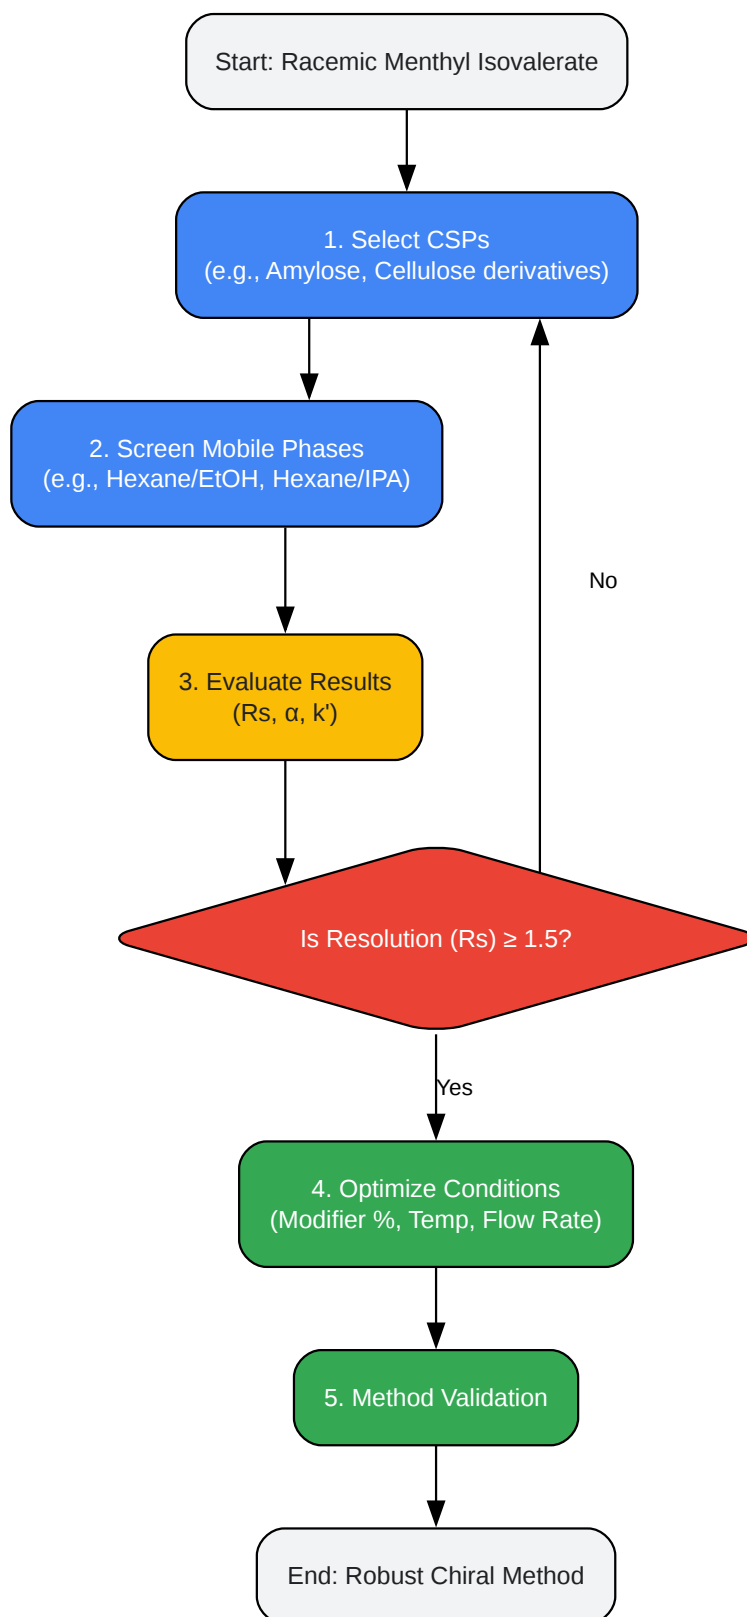 Start: Racemic Menthyl Isovalerate
1. Select CSPs
(e.g., Amylose, Cellulose derivatives)
2. Screen Mobile Phases
(e.g., Hexane/EtOH, Hexane/IPA)
No
3. Evaluate Results
(Rs, α, k')
Is Resolution (Rs) ≥ 1.5?
Yes
4. Optimize Conditions
(Modifier %, Temp, Flow Rate)
5. Method Validation
End: Robust Chiral Method